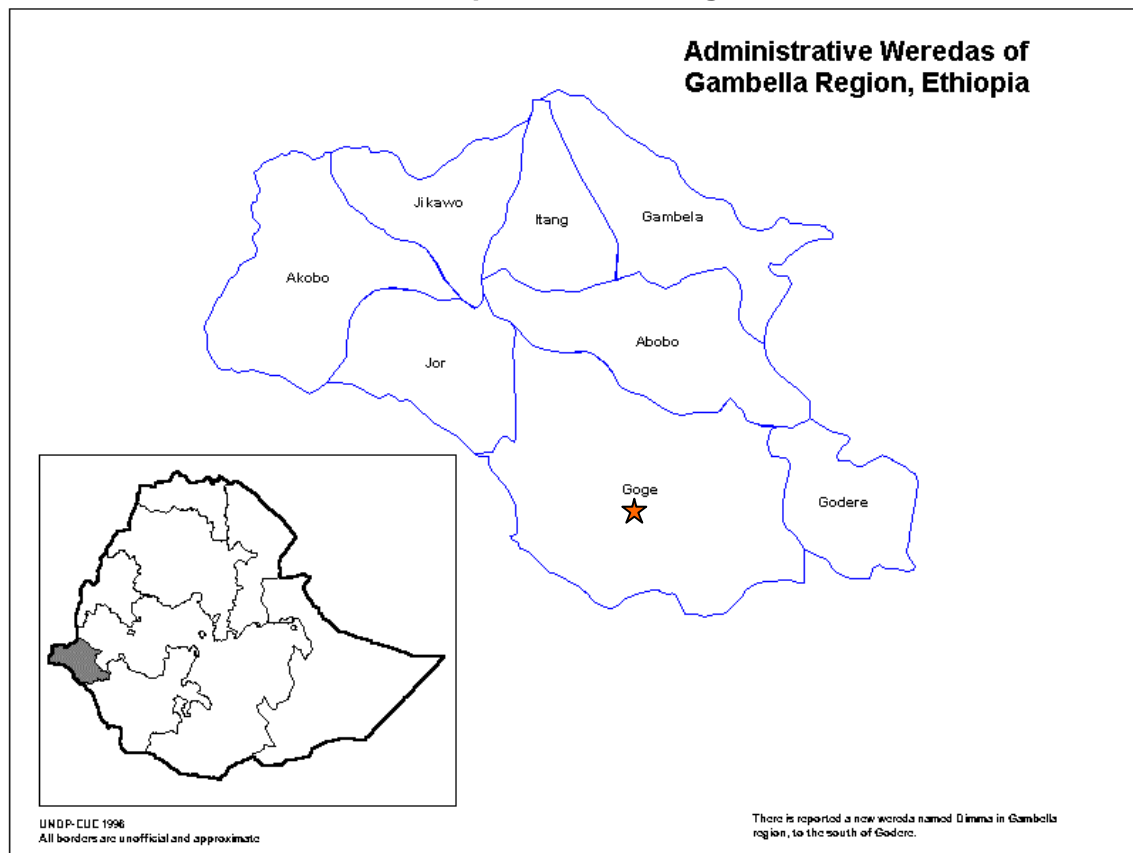 Administrative Weredas of
Gambella Region, Ethiopia
Jikawo
Itang
Gambela
Akobo
Abobo
Jor
Goge
Godere
UNDP-EUE 1996
All borders are unofficial and approximate
There is reported a new wereda named Dimma in Gambella
region, to the south of Godere.